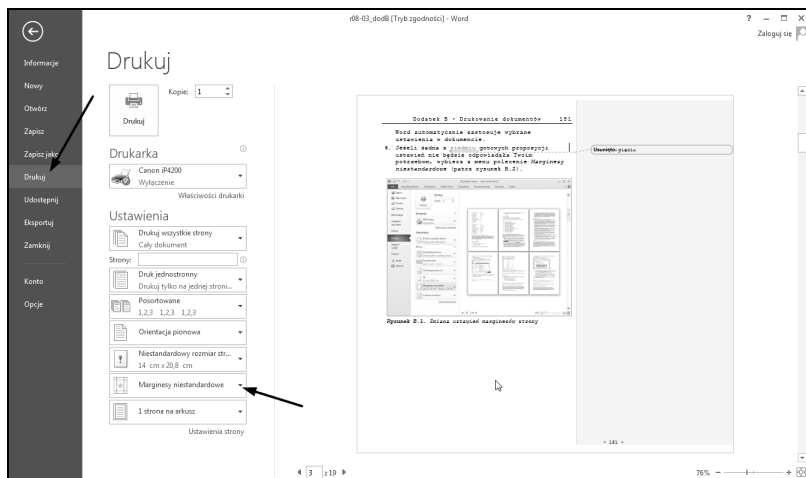 r08-03_dodB [Tryb zgodności] - Word
?
Zaloguj się
Informacje
Nowy
Otwórz
Zapisz
Zapisz jako
Drukuj
Udostępnij
Eksportuj
Zamknij
Konto
Opcje
Drukuj
Drukuj
Kopie: 1
Drukarka
Canon iP4200
Wyłączenie
Właściwości drukarki
Ustawienia
Drukuj wszystkie strony
Cały dokument
Strony:
Druk jednostronny
Drukuj tylko na jednej stroni...
Posortowane
1,2,3 1,2,3 1,2,3
Orientacja pionowa
Niestandardowy rozmiar str...
14 cm x 20,8 cm
Marginesy niestandardowe
1 strona na arkusz
Ustawienia strony
Dodatek B • Drukowanie dokumentów 181
Word automatycznie zastosuje wybrane
ustawienia w dokumencie.
4. Jeżeli żadna z siedmiu gotowych propozycji
ustawień nie będzie odpowiadała Twoim
potrzebom, wybierz z menu polecenie Marginesy
niestandardowe (patrz rysunek B.2).
Usunięto: pięciu
Rysunek B.1. Zmiana ustawień marginesów strony
- 181 -
3 z 19
76%